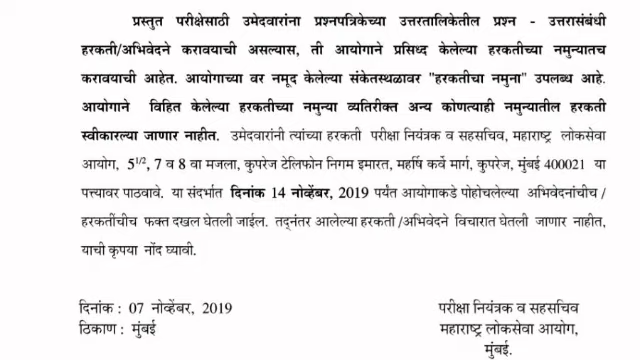 प्रस्तुत परीक्षेसाठी उमेदवारांना प्रश्नपत्रिकेच्या उत्तरतालिकेतील प्रश्न - उत्तरासंबंधी
हरकती/अभिवेदने करावयाची असल्यास, ती आयोगाने प्रसिध्द केलेल्या हरकतीच्या नमुन्यातच
करावयाची आहेत. आयोगाच्या वर नमूद केलेल्या संकेतस्थळावर "हरकतीचा नमुना" उपलब्ध आहे.
आयोगाने विहित केलेल्या हरकतीच्या नमुन्या व्यतिरीक्त अन्य कोणत्याही नमुन्यातील हरकती
स्वीकारल्या जाणार नाहीत. उमेदवारांनी त्यांच्या हरकती परीक्षा नियंत्रक व सहसचिव, महाराष्ट्र लोकसेवा
आयोग, 5½, 7 व 8 वा मजला, कुपरेज टेलिफोन निगम इमारत, महर्षि कर्वे मार्ग, कुपरेज, मुंबई 400021 या
पत्त्यावर पाठवावे. या संदर्भात दिनांक 14 नोव्हेंबर, 2019 पर्यंत आयोगाकडे पोहोचलेल्या अभिवेदनांचीच /
हरकतींचीच फक्त दखल घेतली जाईल. तद्नंतर आलेल्या हरकती/अभिवेदने विचारात घेतली जाणार नाहीत,
याची कृपया नोंद घ्यावी.
दिनांक : 07 नोव्हेंबर, 2019
ठिकाण : मुंबई
परीक्षा नियंत्रक व सहसचिव
महाराष्ट्र लोकसेवा आयोग,
मुंबई.